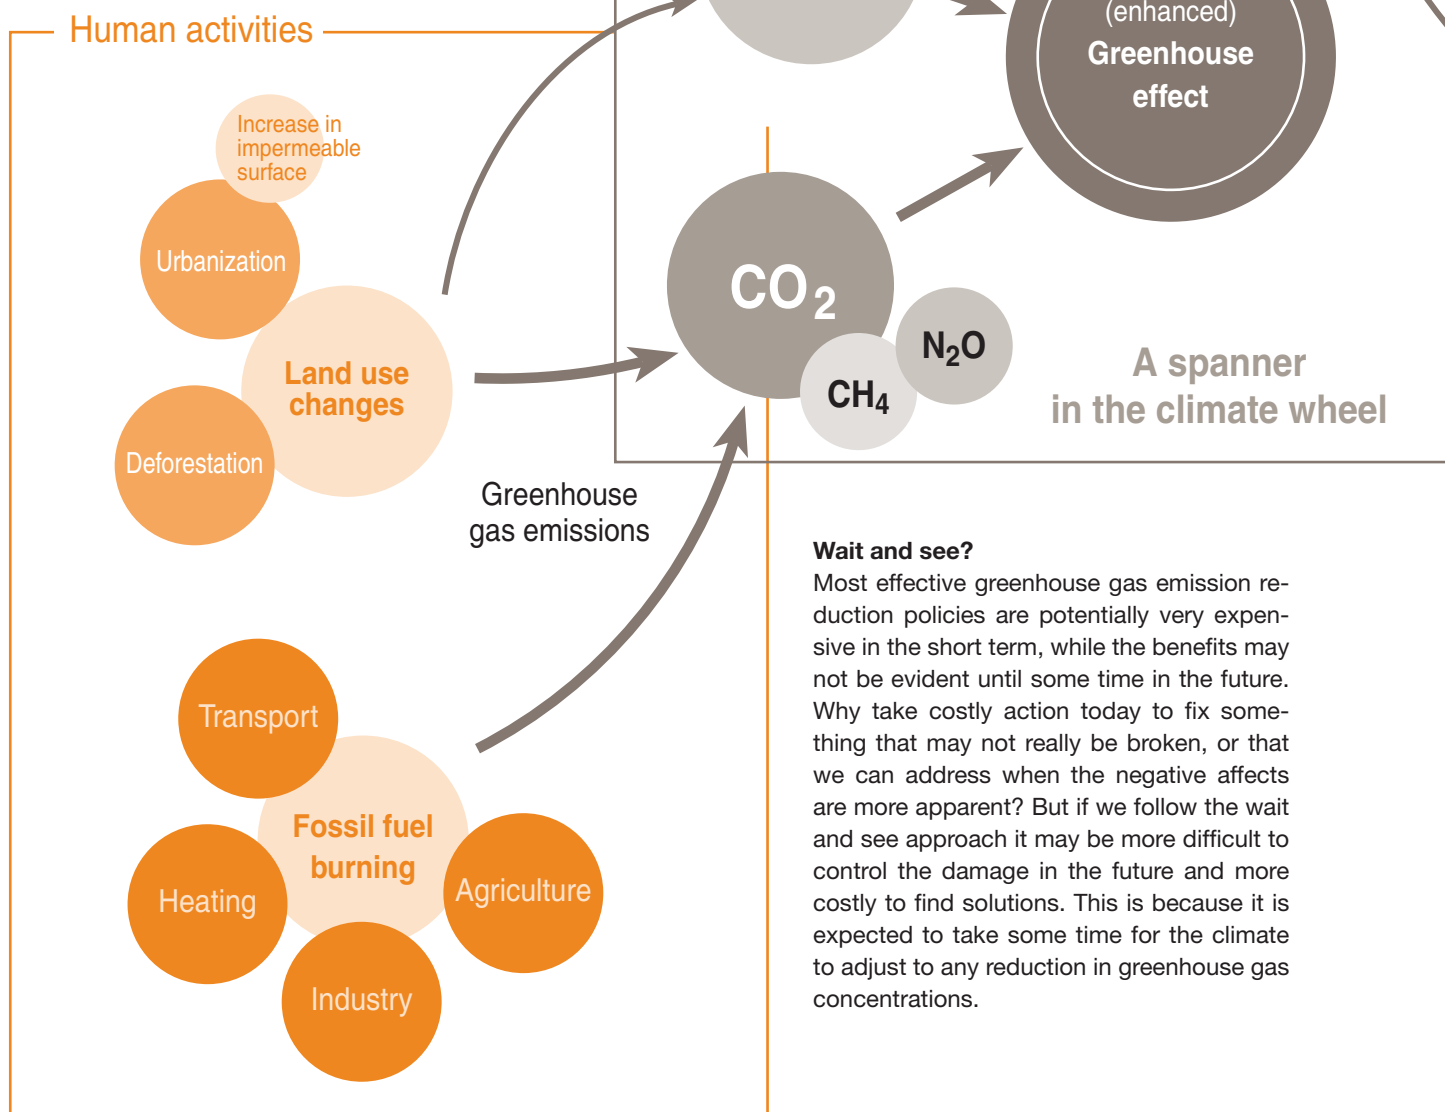 Human activities
(enhanced)
Greenhouse
effect
Increase in
impermeable
surface
Urbanization
Land use
changes
Deforestation
CO2
CH4
N2O
A spanner
in the climate wheel
Greenhouse
gas emissions
Transport
Fossil fuel
burning
Heating
Agriculture
Industry
Wait and see?
Most effective greenhouse gas emission re-
duction policies are potentially very expen-
sive in the short term, while the benefits may
not be evident until some time in the future.
Why take costly action today to fix some-
thing that may not really be broken, or that
we can address when the negative affects
are more apparent? But if we follow the wait
and see approach it may be more difficult to
control the damage in the future and more
costly to find solutions. This is because it is
expected to take some time for the climate
to adjust to any reduction in greenhouse gas
concentrations.